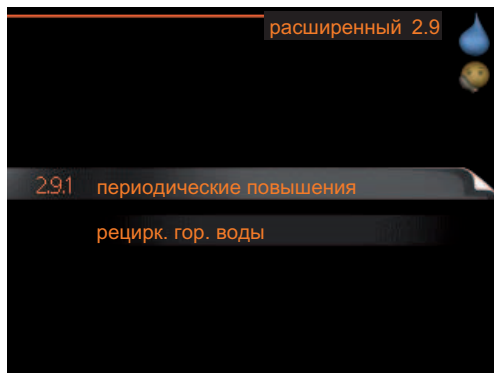 расширенный 2.9
2.9.1 периодические повышения
рецирк. гор. воды